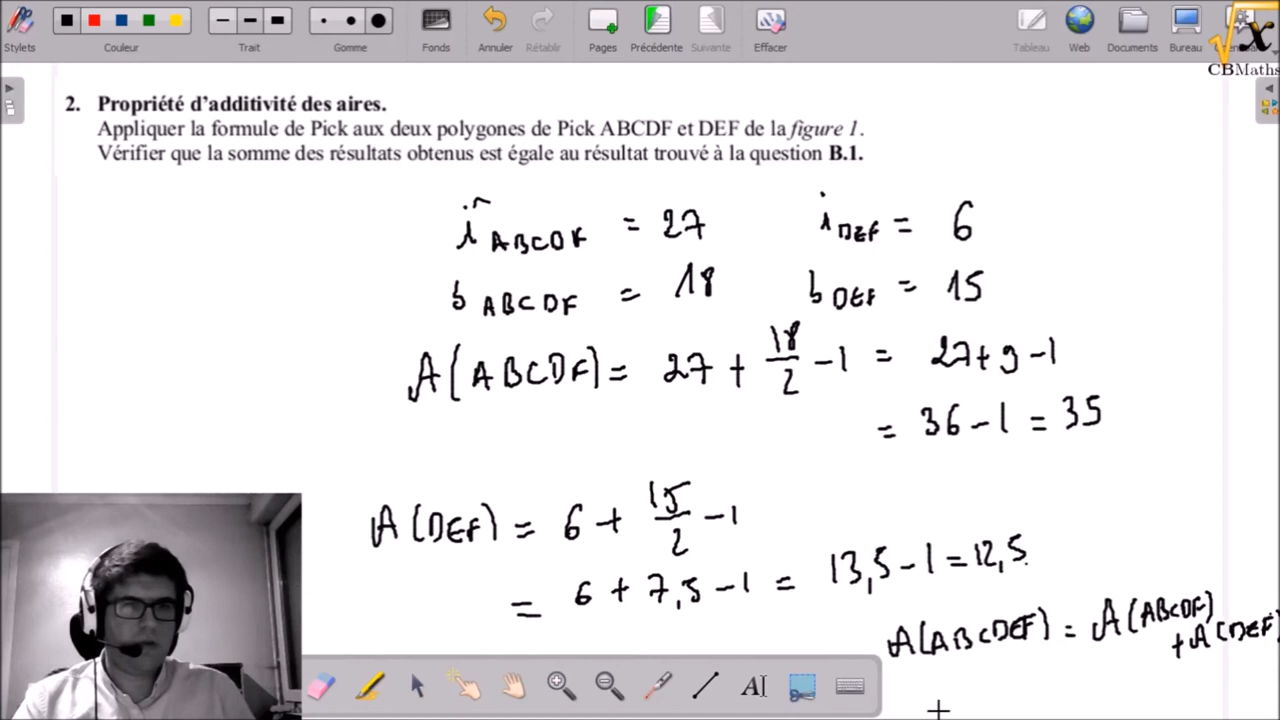 Stylets
Couleur
Trait
Gomme
Fonds
Annuler
Rétablir
Pages
Précédente
Suivante
Effacer
Tableau
Web
Documents
Bureau
√x
CBMaths
2. Propriété d'additivité des aires.
Appliquer la formule de Pick aux deux polygones de Pick ABCDF et DEF de la figure 1.
Vérifier que la somme des résultats obtenus est égale au résultat trouvé à la question B.1.
i ABCDF = 27
i DEF = 6
b ABCDF = 18
b DEF = 15
A(ABCDF) = 27 + 18/2 - 1 = 27+9-1
= 36-1 = 35
A(DEF) = 6 + 15/2 - 1
= 6 + 7,5 - 1 = 13,5 - 1 = 12,5
A(ABCDEF) = A(ABCDF)
+ A(DEF)
AI